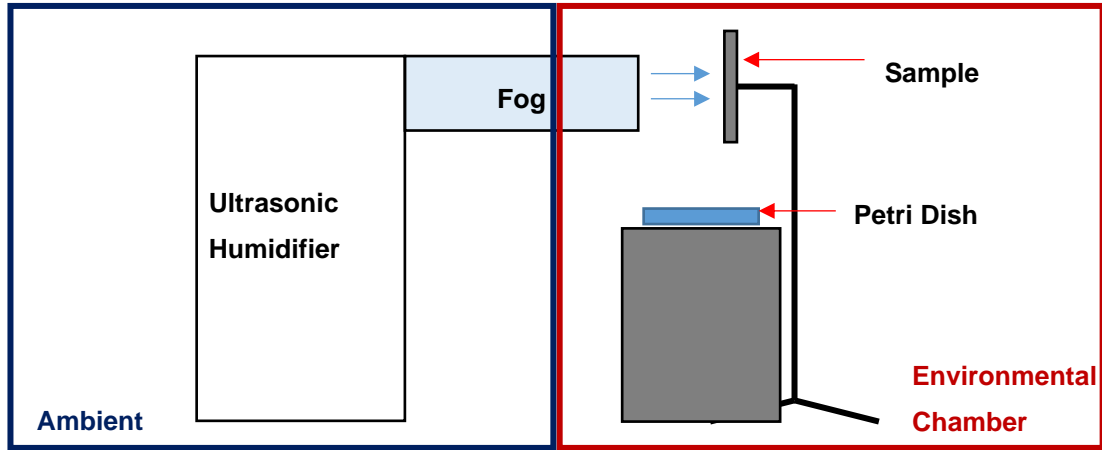 Fog
Sample
Ultrasonic
Humidifier
Petri Dish
Ambient
Environmental
Chamber